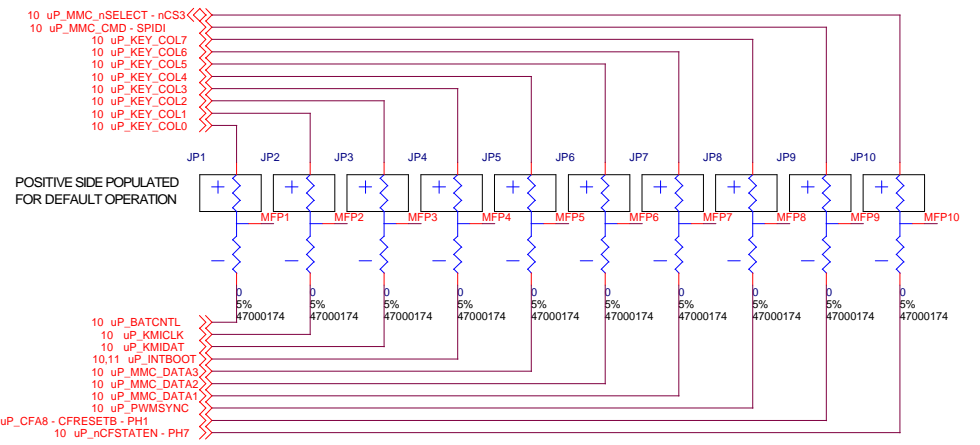 10 uP_MMC_nSELECT - nCS3
10 uP_MMC_CMD - SPIDI
10 uP_KEY_COL7
10 uP_KEY_COL6
10 uP_KEY_COL5
10 uP_KEY_COL4
10 uP_KEY_COL3
10 uP_KEY_COL2
10 uP_KEY_COL1
10 uP_KEY_COL0
JP1 JP2 JP3 JP4 JP5 JP6 JP7 JP8 JP9 JP10
POSITIVE SIDE POPULATED
FOR DEFAULT OPERATION
+ + + + + + + + + +
MFP1 MFP2 MFP3 MFP4 MFP5 MFP6 MFP7 MFP8 MFP9 MFP10
— — — — — — — — — —
0 0 0 0 0 0 0 0 0 0
5% 5% 5% 5% 5% 5% 5% 5% 5% 5%
47000174 47000174 47000174 47000174 47000174 47000174 47000174 47000174 47000174 47000174
10 uP_BATCNTL
10 uP_KMICLK
10 uP_KMIDAT
10,11 uP_INTBOOT
10 uP_MMC_DATA3
10 uP_MMC_DATA2
10 uP_MMC_DATA1
10 uP_PWMSYNC
uP_CFA8 - CFRESETB - PH1
10 uP_nCFSTATEN - PH7